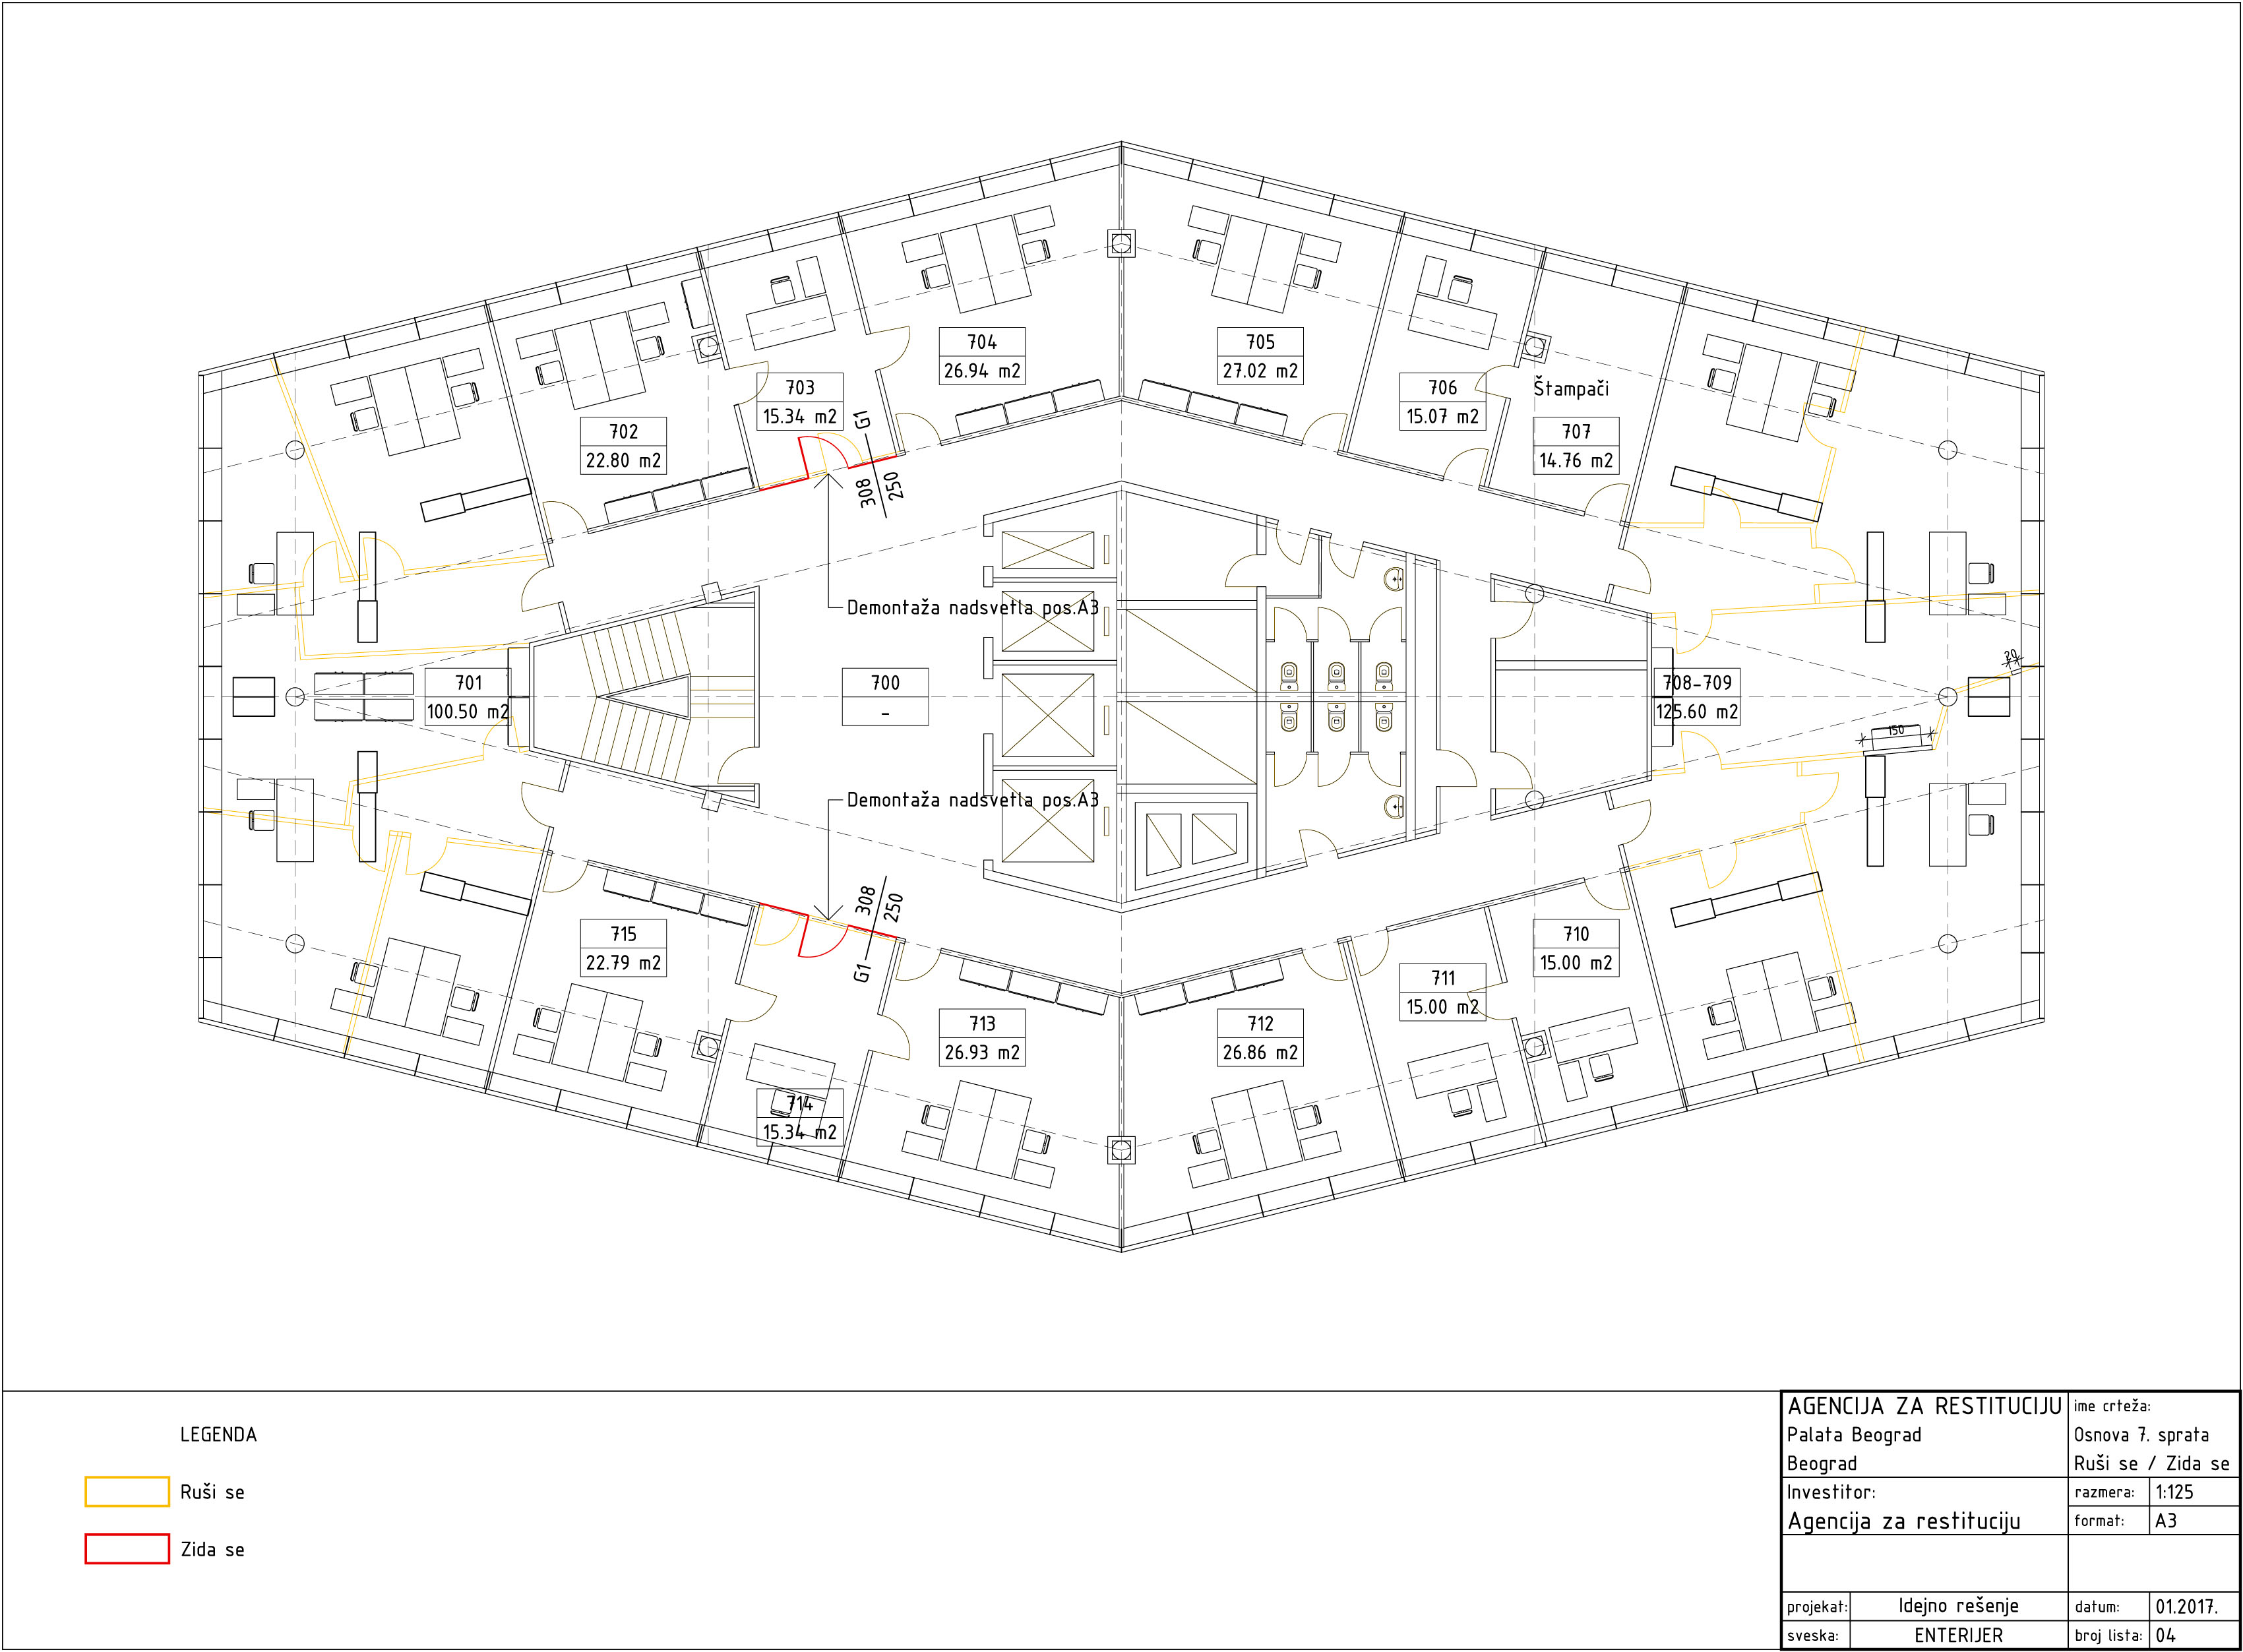 704
26.94 m2
705
27.02 m2
703
15.34 m2
706
15.07 m2
Štampači
702
22.80 m2
707
14.76 m2
G1
308
250
Demontaža nadsvetla pos.A3
20
701
100.50 m2
700
-
708-709
125.60 m2
150
Demontaža nadsvetla pos.A3
308
250
G1
715
22.79 m2
710
15.00 m2
711
15.00 m2
713
26.93 m2
712
26.86 m2
714
15.34 m2
LEGENDA
Ruši se
Zida se
AGENCIJA ZA RESTITUCIJU
Palata Beograd
Beograd
ime crteža:
Osnova 7. sprata
Ruši se / Zida se
Investitor:
Agencija za restituciju
razmera: 1:125
format: A3
projekat: Idejno rešenje
datum: 01.2017.
sveska: ENTERIJER
broj lista: 04